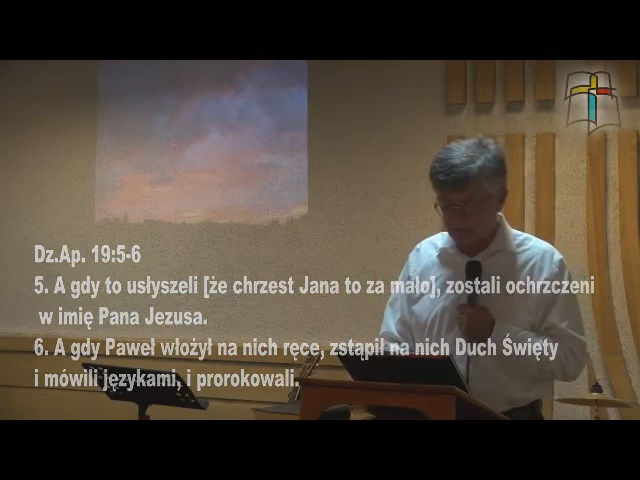 Dz.Ap. 19:5-6
5. A gdy to usłyszeli [że chrzest Jana to za mało], zostali ochrzczeni
w imię Pana Jezusa.
6. A gdy Paweł włożył na nich ręce, zstąpił na nich Duch Święty
i mówili językami, i prorokowali.